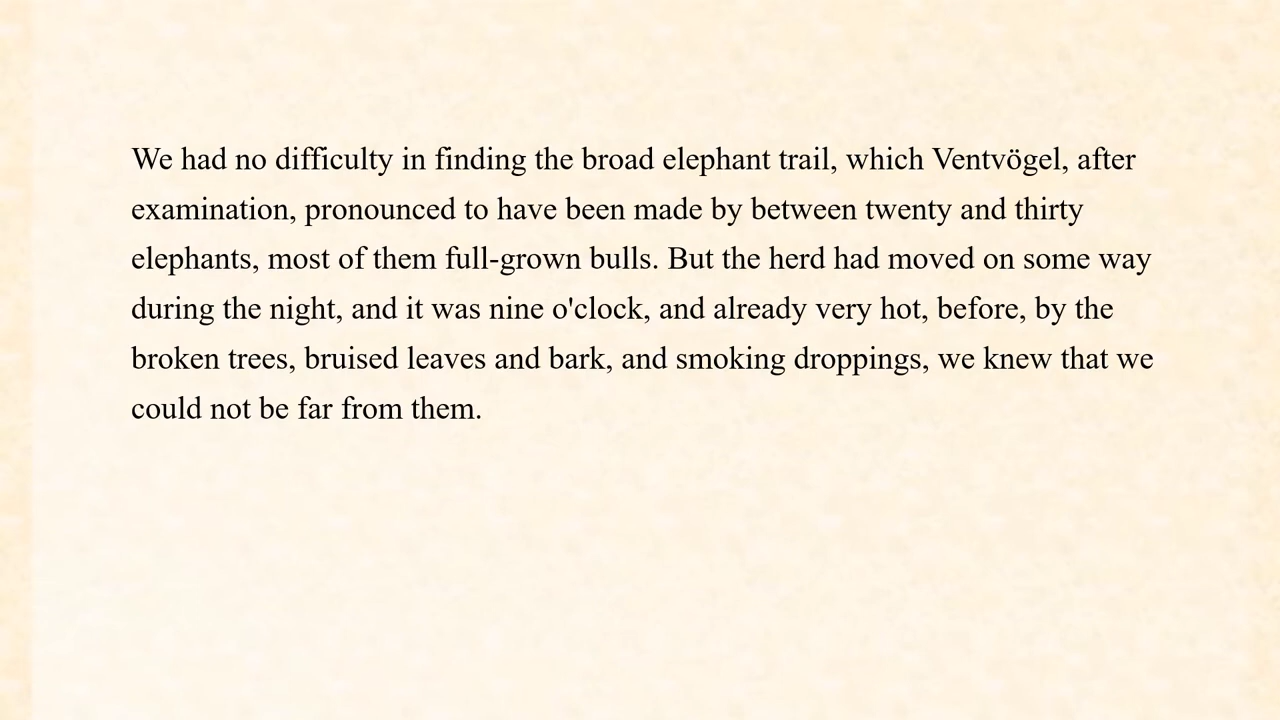 We had no difficulty in finding the broad elephant trail, which Ventvögel, after
examination, pronounced to have been made by between twenty and thirty
elephants, most of them full-grown bulls. But the herd had moved on some way
during the night, and it was nine o'clock, and already very hot, before, by the
broken trees, bruised leaves and bark, and smoking droppings, we knew that we
could not be far from them.